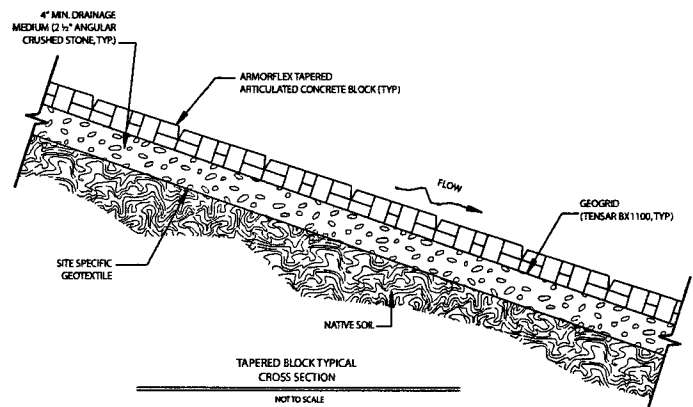 4" MIN. DRAINAGE
MEDIUM (2 ½" ANGULAR
CRUSHED STONE, TYP.)
ARMORFLEX TAPERED
ARTICULATED CONCRETE BLOCK (TYP)
FLOW
GEOGRID
(TENSAR BX1100, TYP)
SITE SPECIFIC
GEOTEXTILE
NATIVE SOIL
TAPERED BLOCK TYPICAL
CROSS SECTION
NOT TO SCALE